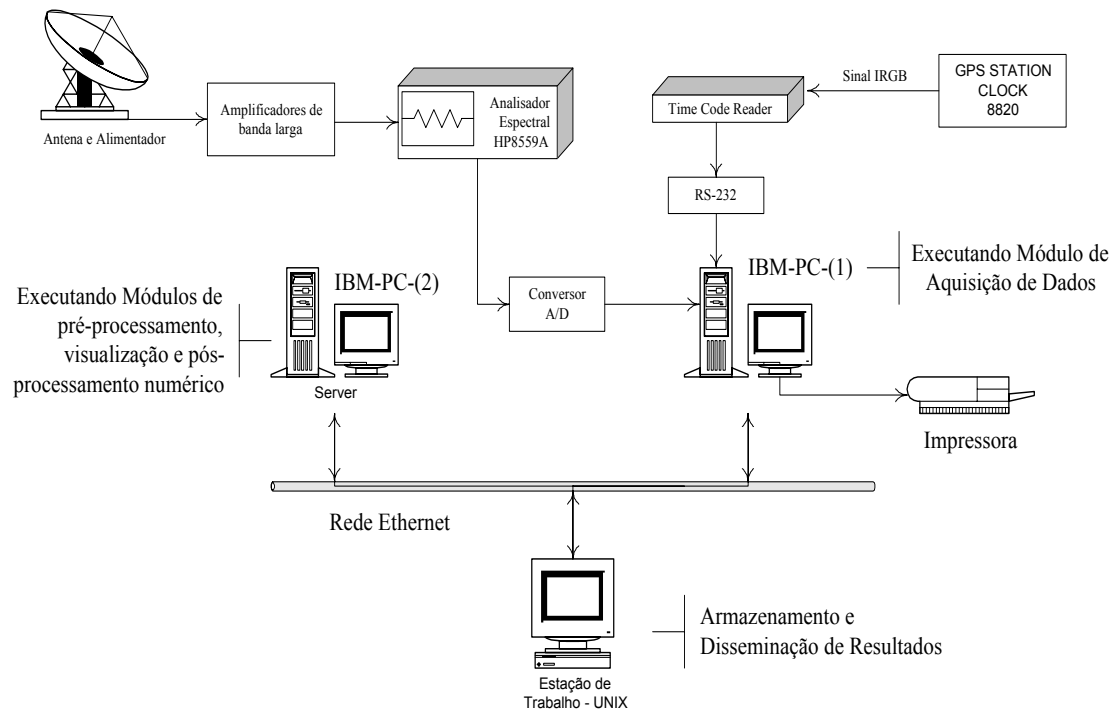 Antena e Alimentador
Amplificadores de
banda larga
Analisador
Espectral
HP8559A
Time Code Reader
Sinal IRGB
GPS STATION
CLOCK
8820
RS-232
IBM-PC-(1)
Executando Módulo de
Aquisição de Dados
IBM-PC-(2)
Executando Módulos de
pré-processamento,
visualização e pós-
processamento numérico
Server
Conversor
A/D
Impressora
Rede Ethernet
Armazenamento e
Disseminação de Resultados
Estação de
Trabalho - UNIX